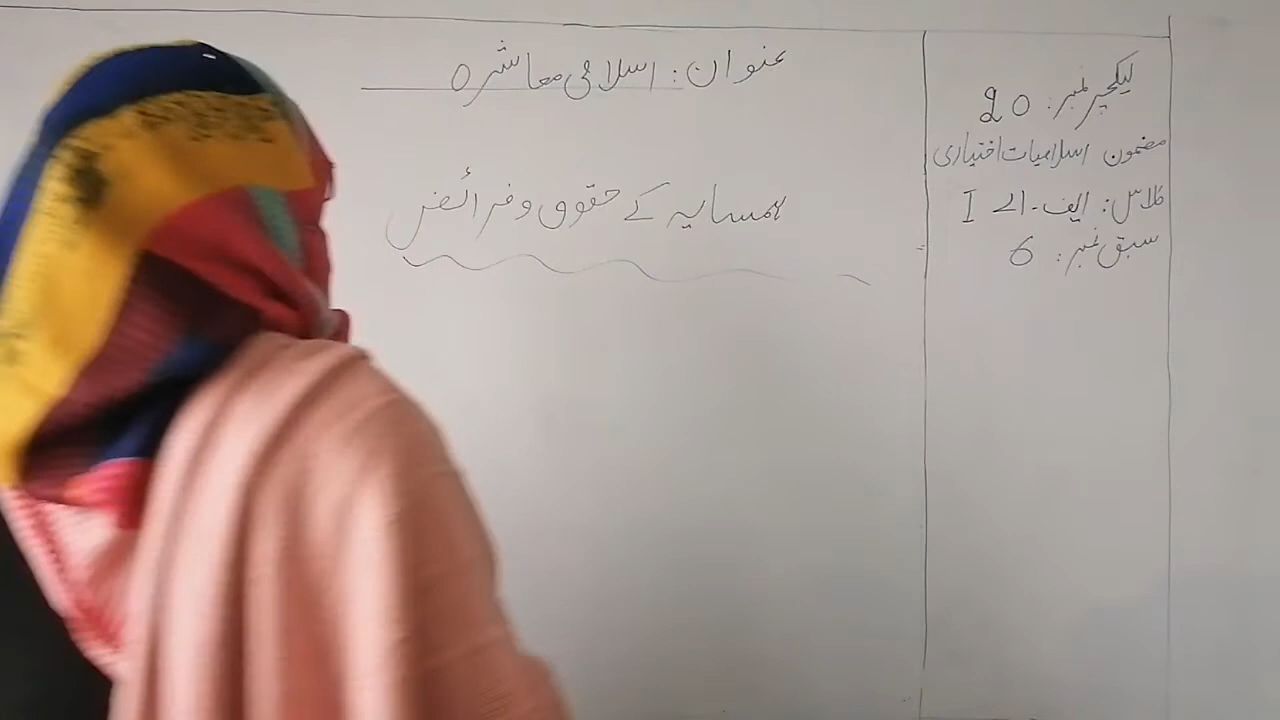 عنوان: اسلامی معاشرہ
ہمسایہ کے حقوق و فرائض
لیکچر نمبر: 20
مضمون اسلامیات اختیاری
کلاس: ایف۔اے I
سبق نمبر: 6